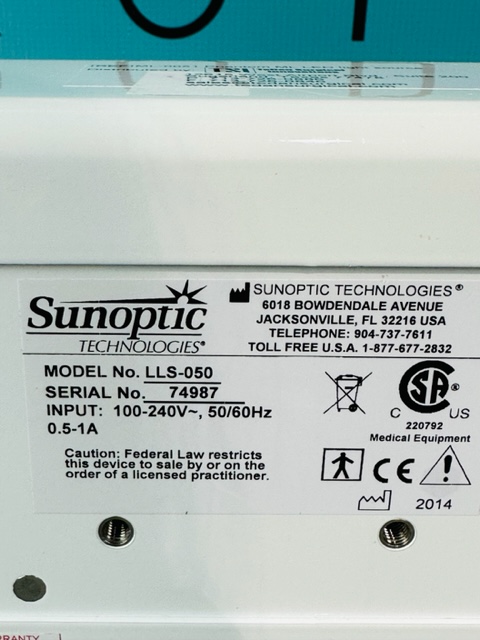 Sunoptic
TECHNOLOGIES®
SUNOPTIC TECHNOLOGIES®
6018 BOWDENDALE AVENUE
JACKSONVILLE, FL 32216 USA
TELEPHONE: 904-737-7611
TOLL FREE U.S.A. 1-877-677-2832
MODEL No. LLS-050
SERIAL No. 74987
INPUT: 100-240V~, 50/60Hz
0.5-1A
Caution: Federal Law restricts
this device to sale by or on the
order of a licensed practitioner.
CSA®
C US
220792
Medical Equipment
CE
2014